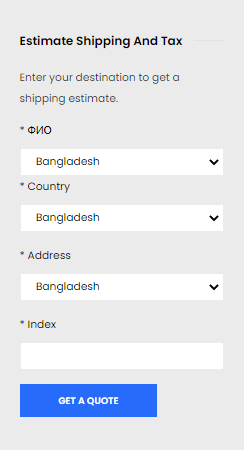 Estimate Shipping And Tax
Enter your destination to get a
shipping estimate.
* ФИО
Bangladesh
* Country
Bangladesh
* Address
Bangladesh
* Index
GET A QUOTE